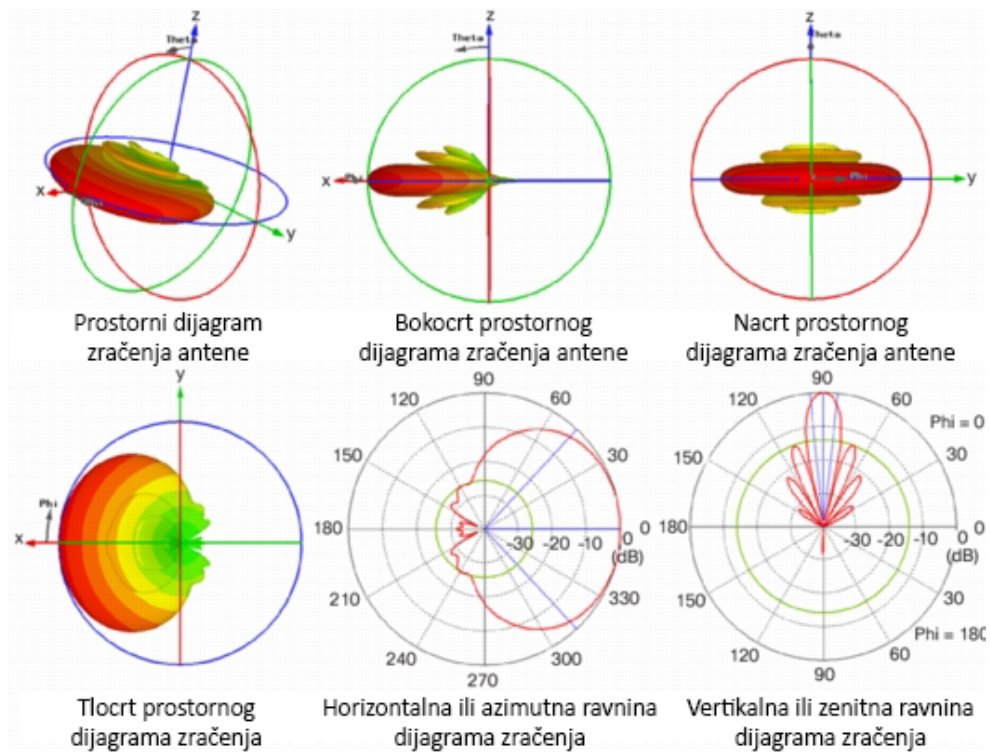 z
Theta
x
Phi
y
Prostorni dijagram
zračenja antene
z
Theta
x
Phi
Bokocrt prostornog
dijagrama zračenja antene
z
Theta
Phi
y
Nacrt prostornog
dijagrama zračenja antene
y
Phi
x
Tlocrt prostornog
dijagrama zračenja
90
120
60
150
30
180
-30
-20
-10
0
0
(dB)
210
330
240
300
270
Horizontalna ili azimutna ravnina
dijagrama zračenja
90
120
60
Phi = 0
150
30
180
-30
-20
-10
0
0
(dB)
150
30
Phi = 180
120
60
90
Vertikalna ili zenitna ravnina
dijagrama zračenja